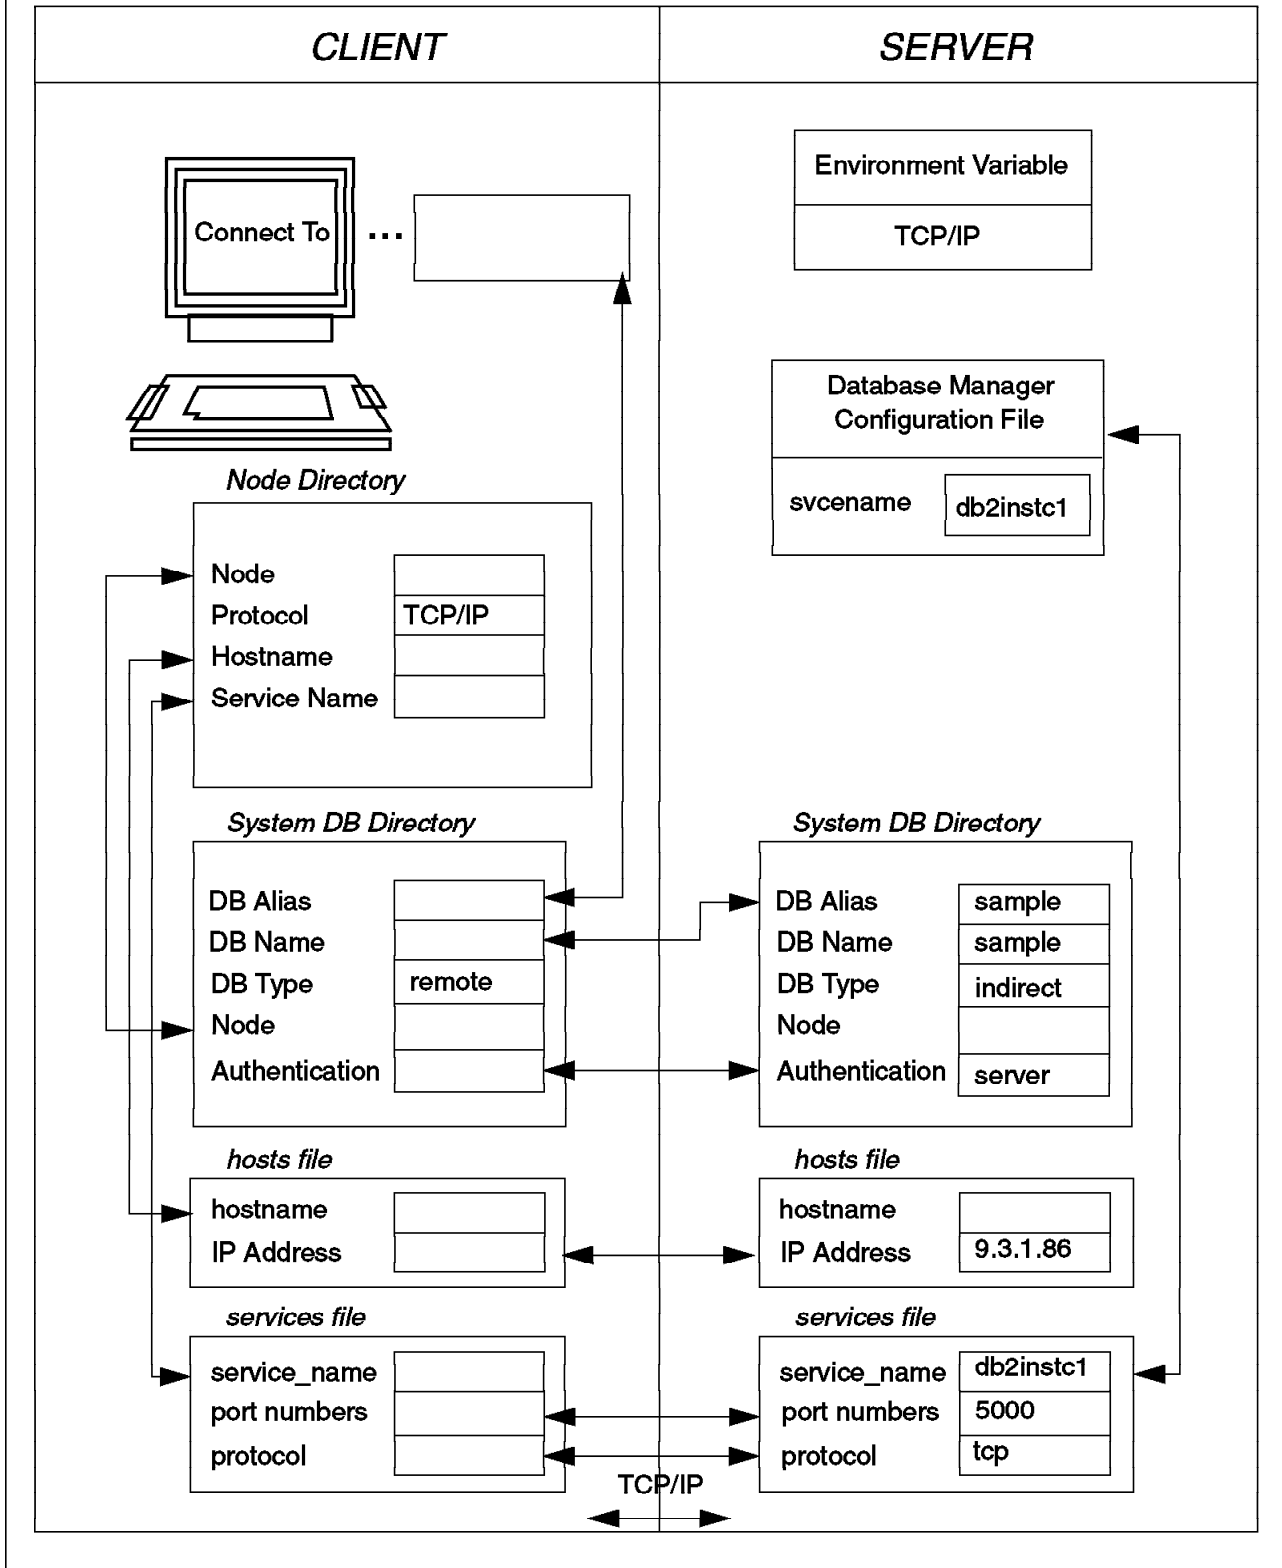 CLIENT
SERVER
Connect To ...
Environment Variable
TCP/IP
Database Manager
Configuration File
svcename db2instc1
Node Directory
Node
Protocol TCP/IP
Hostname
Service Name
System DB Directory
DB Alias
DB Name
DB Type remote
Node
Authentication
System DB Directory
DB Alias sample
DB Name sample
DB Type indirect
Node
Authentication server
hosts file
hostname
IP Address
hosts file
hostname
IP Address 9.3.1.86
services file
service_name
port numbers
protocol
services file
service_name db2instc1
port numbers 5000
protocol tcp
TCP/IP